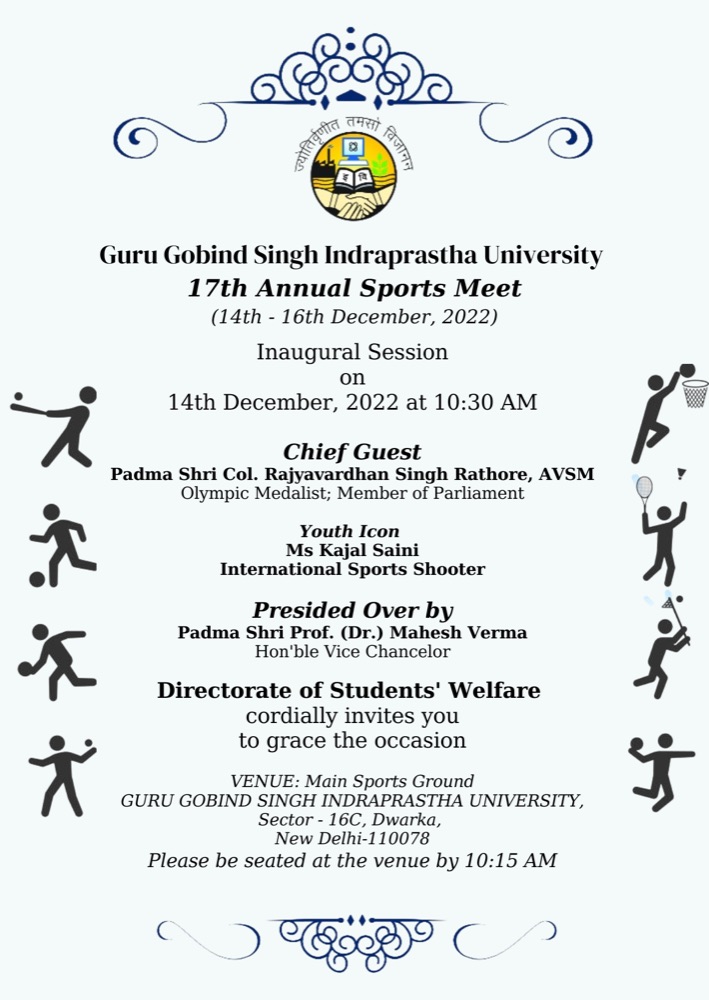 ज्योतिर्वृणीत तमसो विजानन
इ वि
Guru Gobind Singh Indraprastha University
17th Annual Sports Meet
(14th - 16th December, 2022)
Inaugural Session
on
14th December, 2022 at 10:30 AM
Chief Guest
Padma Shri Col. Rajyavardhan Singh Rathore, AVSM
Olympic Medalist; Member of Parliament
Youth Icon
Ms Kajal Saini
International Sports Shooter
Presided Over by
Padma Shri Prof. (Dr.) Mahesh Verma
Hon'ble Vice Chancelor
Directorate of Students' Welfare
cordially invites you
to grace the occasion
VENUE: Main Sports Ground
GURU GOBIND SINGH INDRAPRASTHA UNIVERSITY,
Sector - 16C, Dwarka,
New Delhi-110078
Please be seated at the venue by 10:15 AM